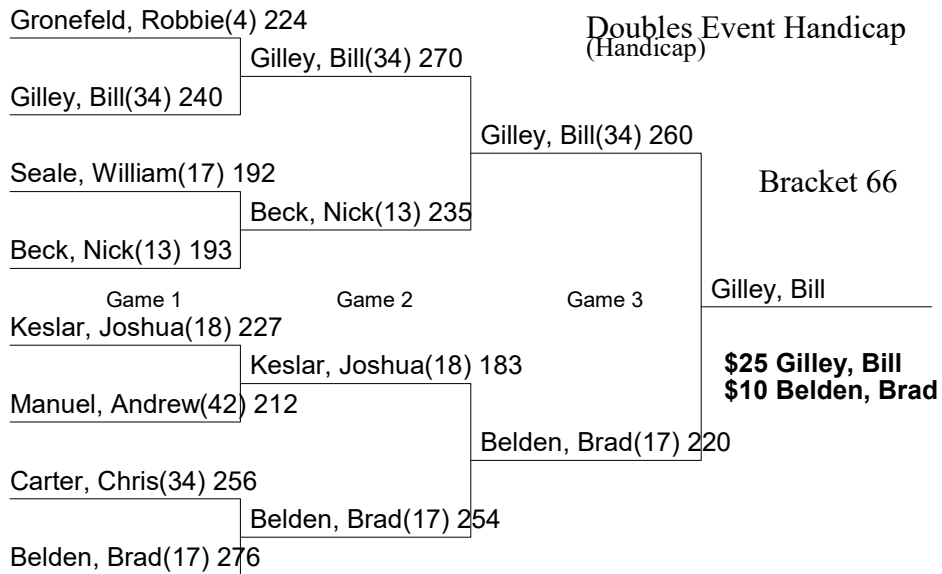 Gronefeld, Robbie(4) 224
Doubles Event Handicap
(Handicap)
Gilley, Bill(34) 270
Gilley, Bill(34) 240
Gilley, Bill(34) 260
Seale, William(17) 192
Bracket 66
Beck, Nick(13) 235
Beck, Nick(13) 193
Game 1
Game 2
Game 3
Gilley, Bill
Keslar, Joshua(18) 227
Keslar, Joshua(18) 183
$25 Gilley, Bill
$10 Belden, Brad
Manuel, Andrew(42) 212
Belden, Brad(17) 220
Carter, Chris(34) 256
Belden, Brad(17) 254
Belden, Brad(17) 276